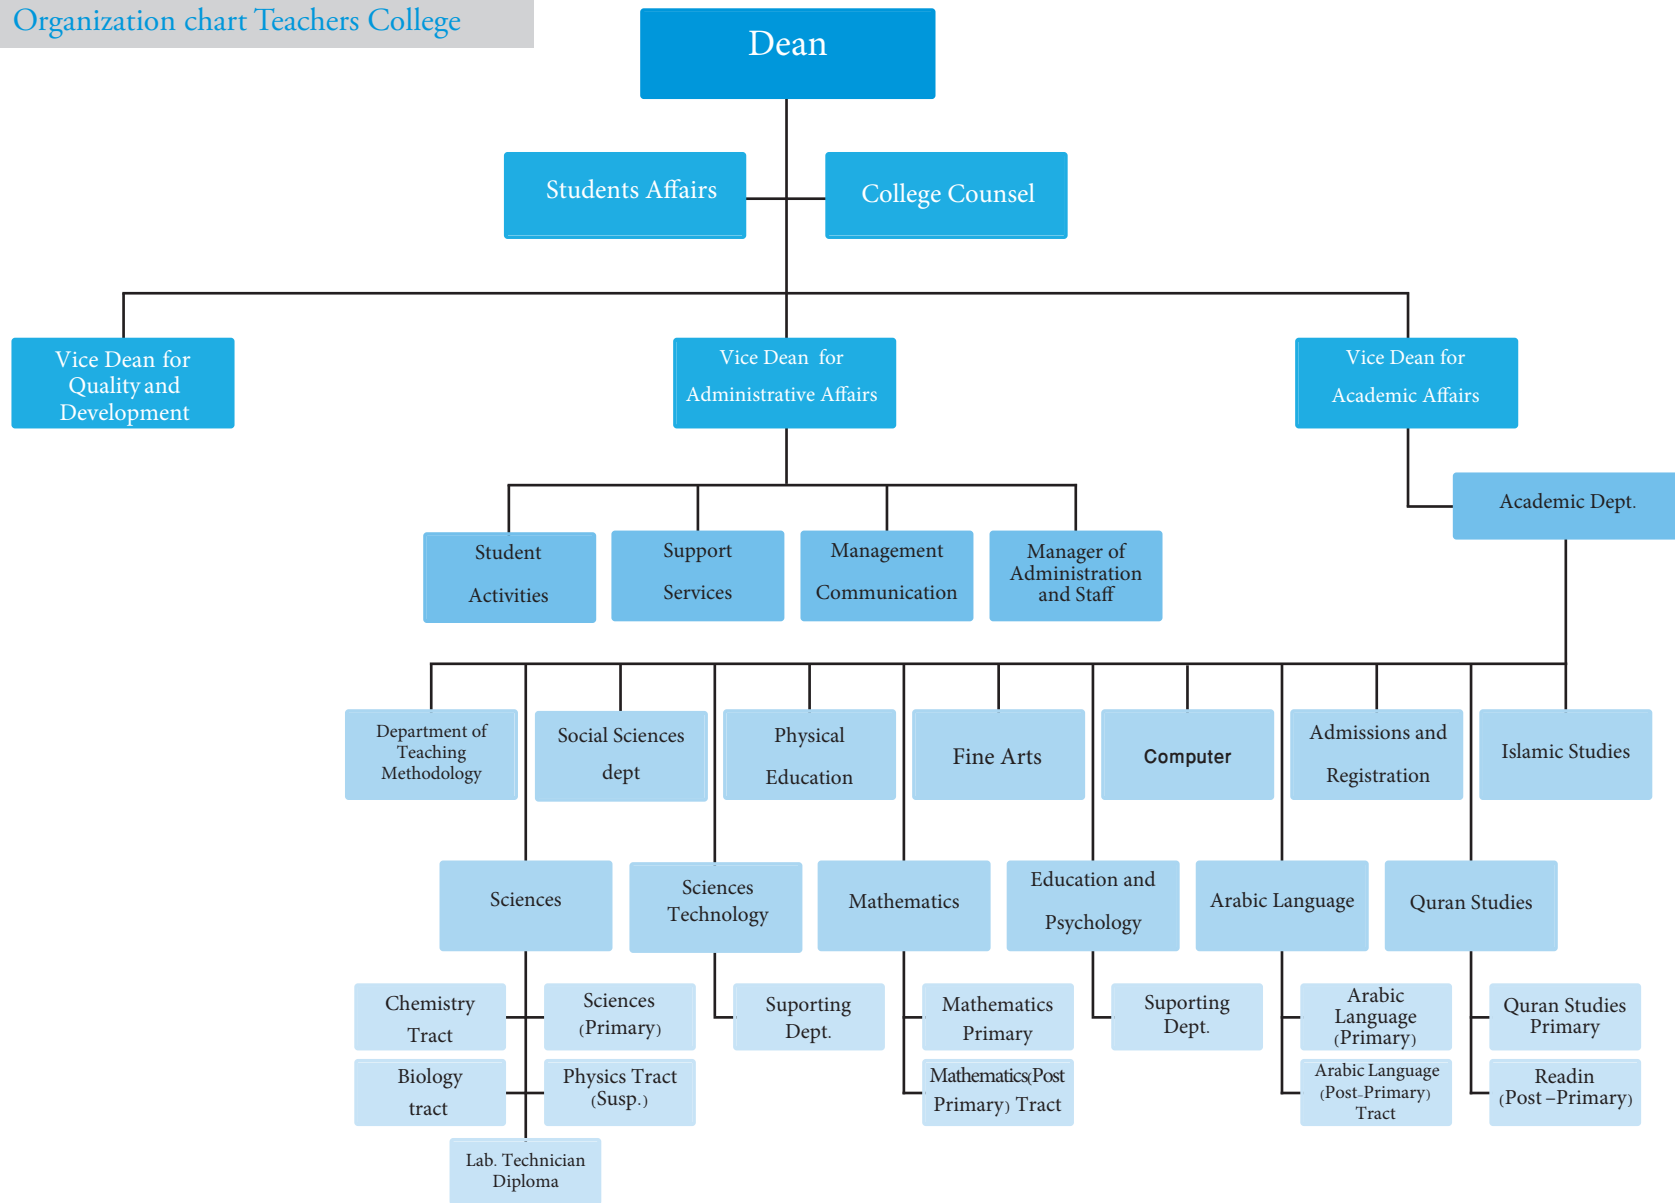 Organization chart Teachers College
Dean
Students Affairs
College Counsel
Vice Dean for
Quality and
Development
Vice Dean for
Administrative Affairs
Vice Dean for
Academic Affairs
Academic Dept.
Student
Activities
Support
Services
Management
Communication
Manager of
Administration
and Staff
Department of
Teaching
Methodology
Social Sciences
dept
Physical
Education
Fine Arts
Computer
Admissions and
Registration
Islamic Studies
Sciences
Sciences
Technology
Mathematics
Education and
Psychology
Arabic Language
Quran Studies
Chemistry
Tract
Sciences
(Primary)
Suporting
Dept.
Mathematics
Primary
Suporting
Dept.
Arabic
Language
(Primary)
Quran Studies
Primary
Biology
tract
Physics Tract
(Susp.)
Mathematics(Post
Primary) Tract
Arabic Language
(Post-Primary)
Tract
Readin
(Post –Primary)
Lab. Technician
Diploma